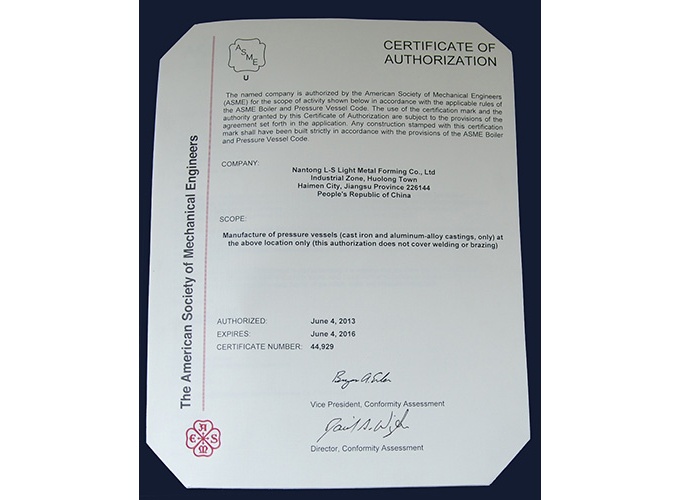 ASME
U
CERTIFICATE OF
AUTHORIZATION
The named company is authorized by the American Society of Mechanical Engineers
(ASME) for the scope of activity shown below in accordance with the applicable rules of
the ASME Boiler and Pressure Vessel Code. The use of the certification mark and the
authority granted by this Certificate of Authorization are subject to the provisions of the
agreement set forth in the application. Any construction stamped with this certification
mark shall have been built strictly in accordance with the provisions of the ASME Boiler
and Pressure Vessel Code.
COMPANY:
Nantong L-S Light Metal Forming Co., Ltd
Industrial Zone, Huolong Town
Haimen City, Jiangsu Province 226144
People's Republic of China
SCOPE:
Manufacture of pressure vessels (cast iron and aluminum-alloy castings, only) at
the above location only (this authorization does not cover welding or brazing)
AUTHORIZED: June 4, 2013
EXPIRES: June 4, 2016
CERTIFICATE NUMBER: 44,929
Vice President, Conformity Assessment
Director, Conformity Assessment
The American Society of Mechanical Engineers
ASME